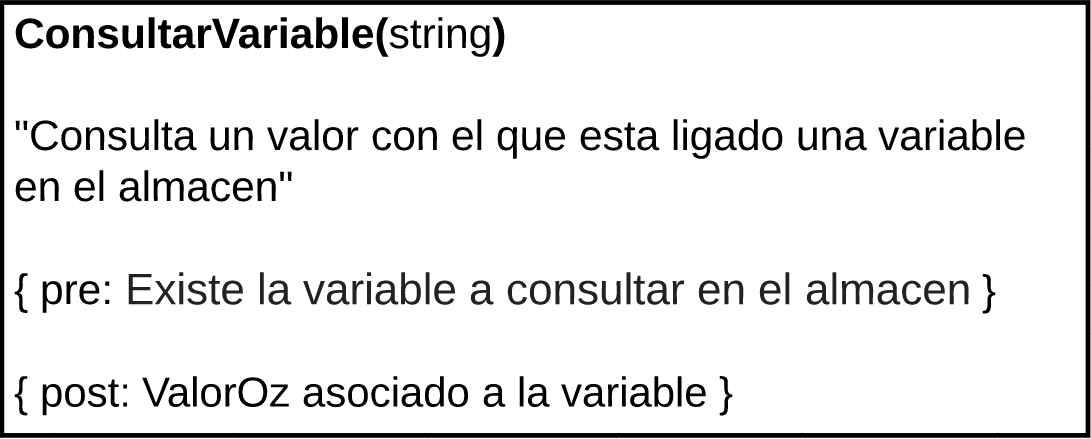 ConsultarVariable(string)
"Consulta un valor con el que esta ligado una variable
en el almacen"
{ pre: Existe la variable a consultar en el almacen }
{ post: ValorOz asociado a la variable }